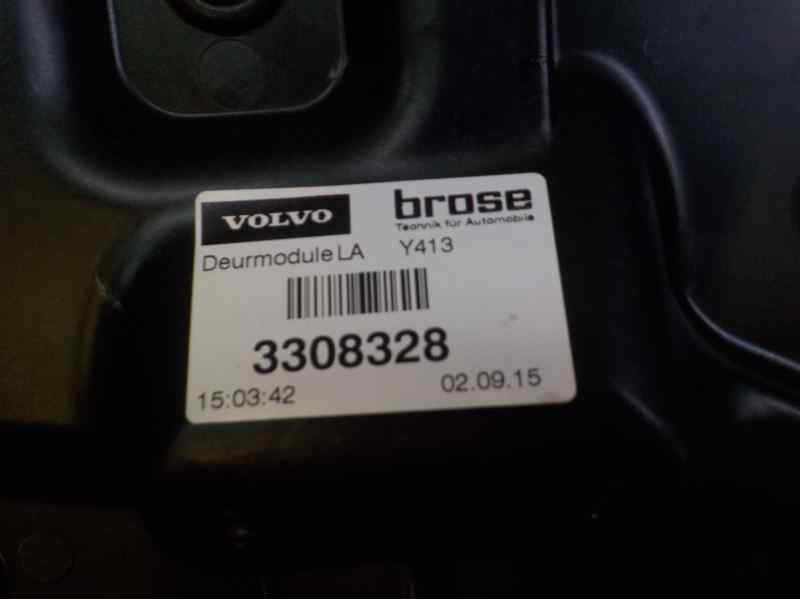 VOLVO
brose
Technik für Automobile
Deurmodule LA Y413
3308328
15:03:42 02.09.15